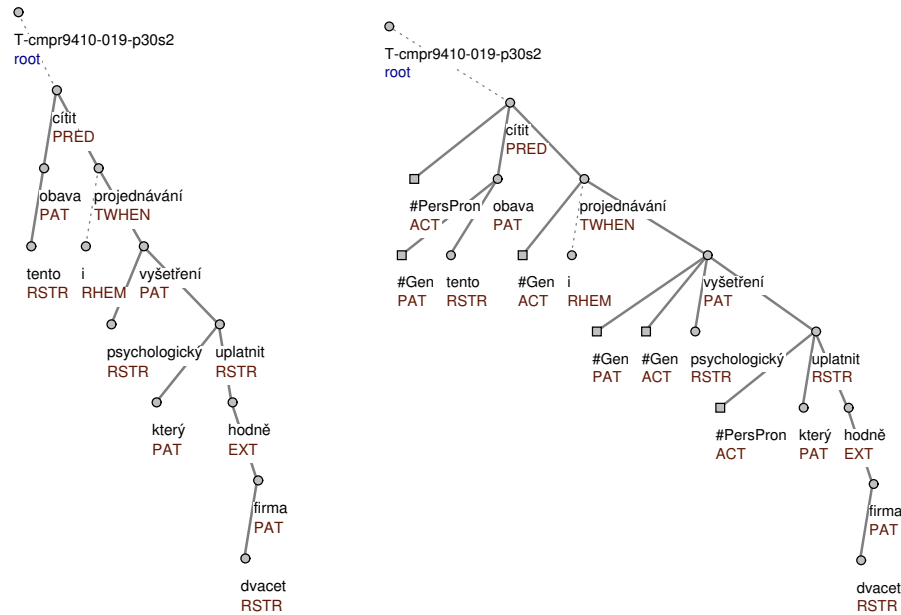 T-cmpr9410-019-p30s2
root
cítit
PRED
obava
PAT
projednávání
TWHEN
tento
RSTR
i
RHEM
vyšetření
PAT
psychologický
RSTR
uplatnit
RSTR
který
PAT
hodně
EXT
firma
PAT
dvacet
RSTR
T-cmpr9410-019-p30s2
root
cítit
PRED
#PersPron
ACT
obava
PAT
projednávání
TWHEN
#Gen
PAT
tento
RSTR
#Gen
ACT
i
RHEM
vyšetření
PAT
#Gen
PAT
#Gen
ACT
psychologický
RSTR
uplatnit
RSTR
#PersPron
ACT
který
PAT
hodně
EXT
firma
PAT
dvacet
RSTR